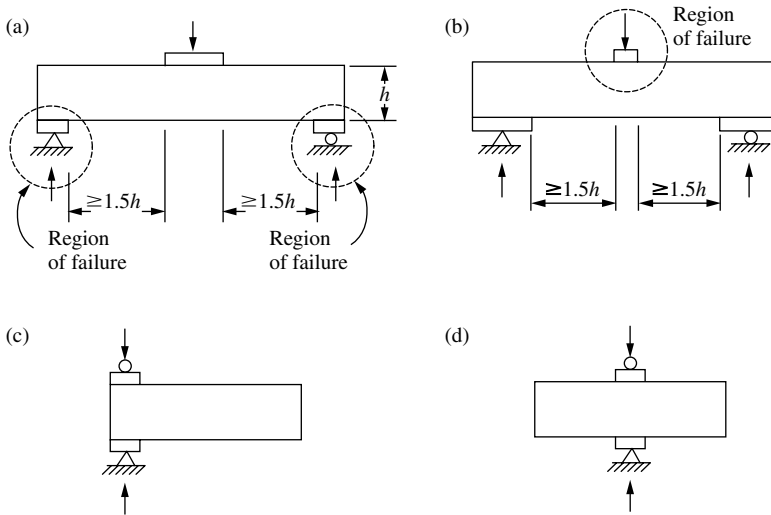 (a)
h
≧1.5h
≧1.5h
Region
of failure
Region
of failure
(b)
Region
of failure
≧1.5h
≧1.5h
(c)
(d)